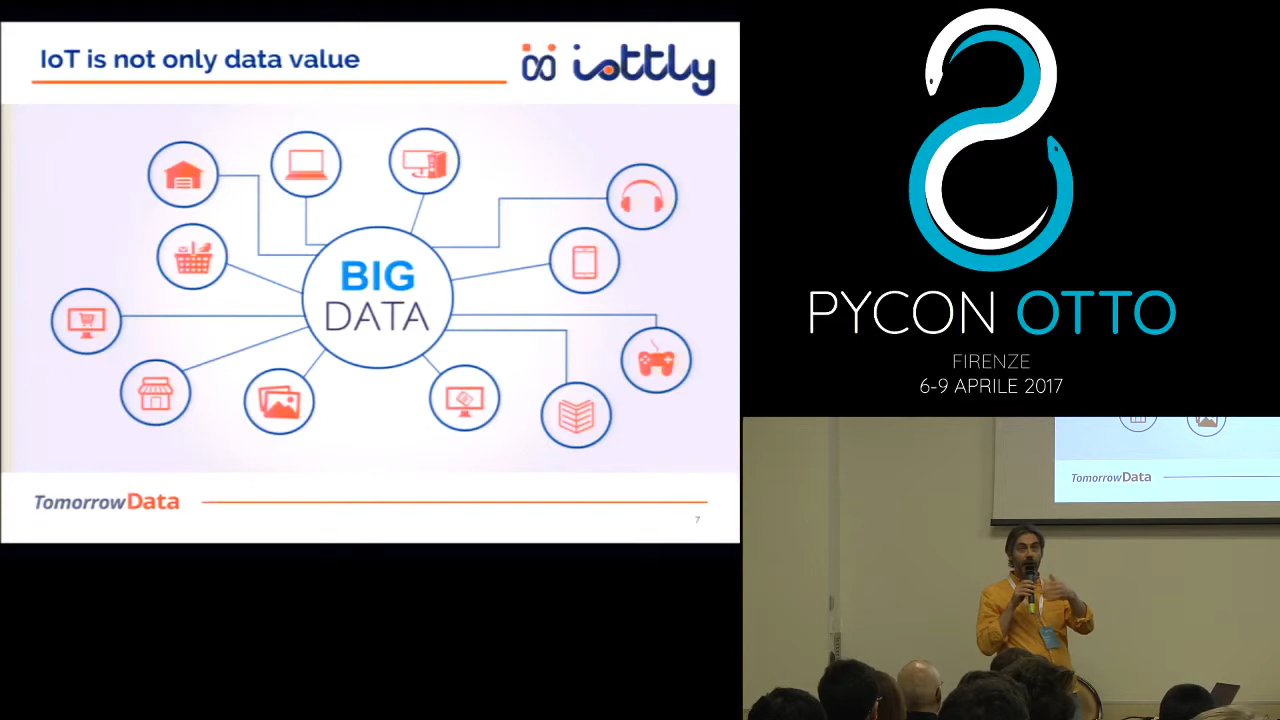 IoT is not only data value
iottly
BIG
DATA
TomorrowData
7
PYCON OTTO
FIRENZE
6-9 APRILE 2017
TomorrowData